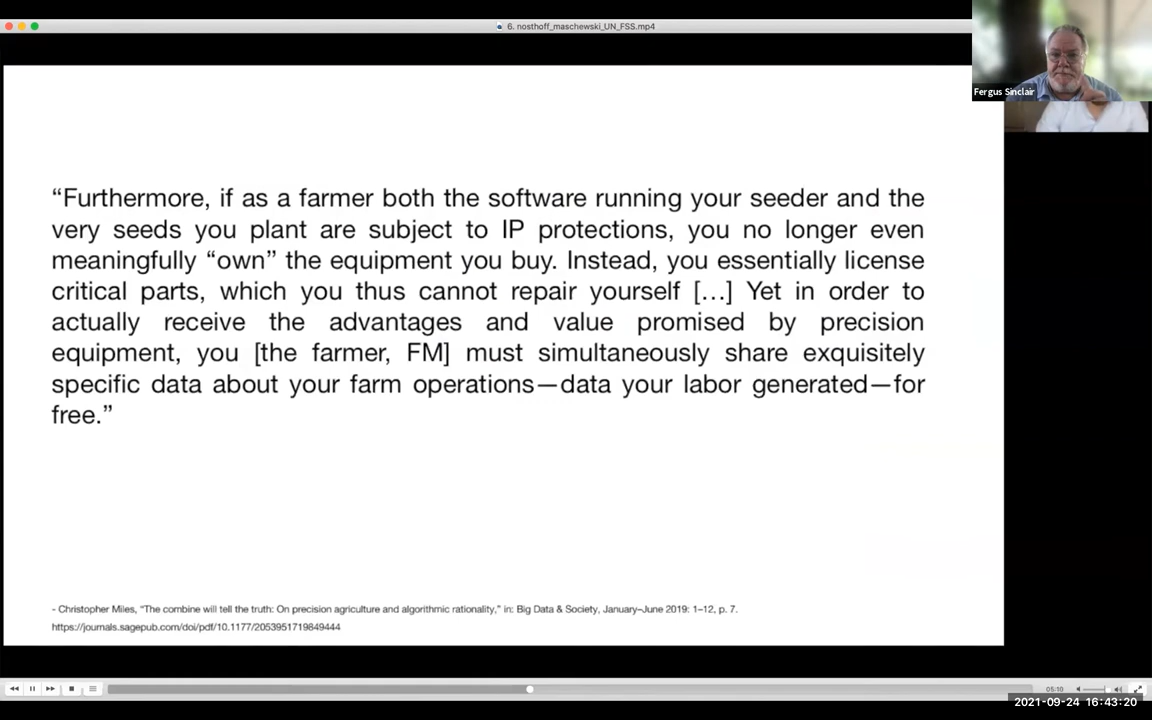 6. nosthoff_maschewski_UN_FSS.mp4
Fergus Sinclair
“Furthermore, if as a farmer both the software running your seeder and the
very seeds you plant are subject to IP protections, you no longer even
meaningfully “own” the equipment you buy. Instead, you essentially license
critical parts, which you thus cannot repair yourself […] Yet in order to
actually receive the advantages and value promised by precision
equipment, you [the farmer, FM] must simultaneously share exquisitely
specific data about your farm operations—data your labor generated—for
free.”
- Christopher Miles, “The combine will tell the truth: On precision agriculture and algorithmic rationality,” in: Big Data & Society, January–June 2019: 1–12, p. 7.
https://journals.sagepub.com/doi/pdf/10.1177/2053951719849444
05:10
2021-09-24 16:43:20